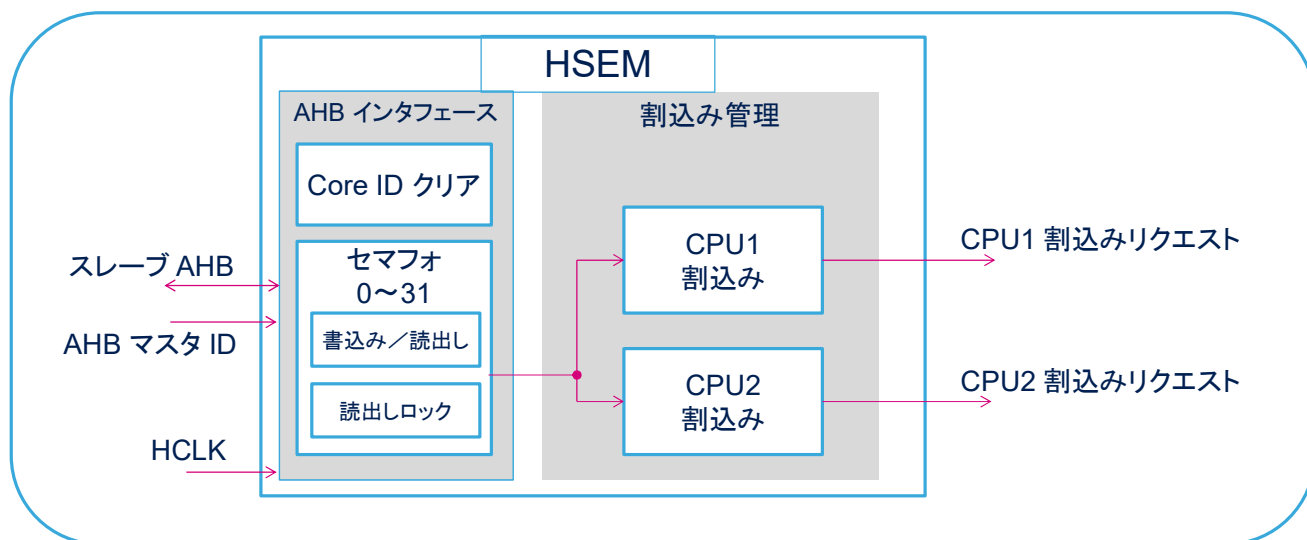 HSEM
AHB インタフェース
Core ID クリア
セマフォ
0～31
書込み／読出し
読出しロック
割込み管理
CPU1
割込み
CPU2
割込み
スレーブ AHB
AHB マスタ ID
HCLK
CPU1 割込みリクエスト
CPU2 割込みリクエスト